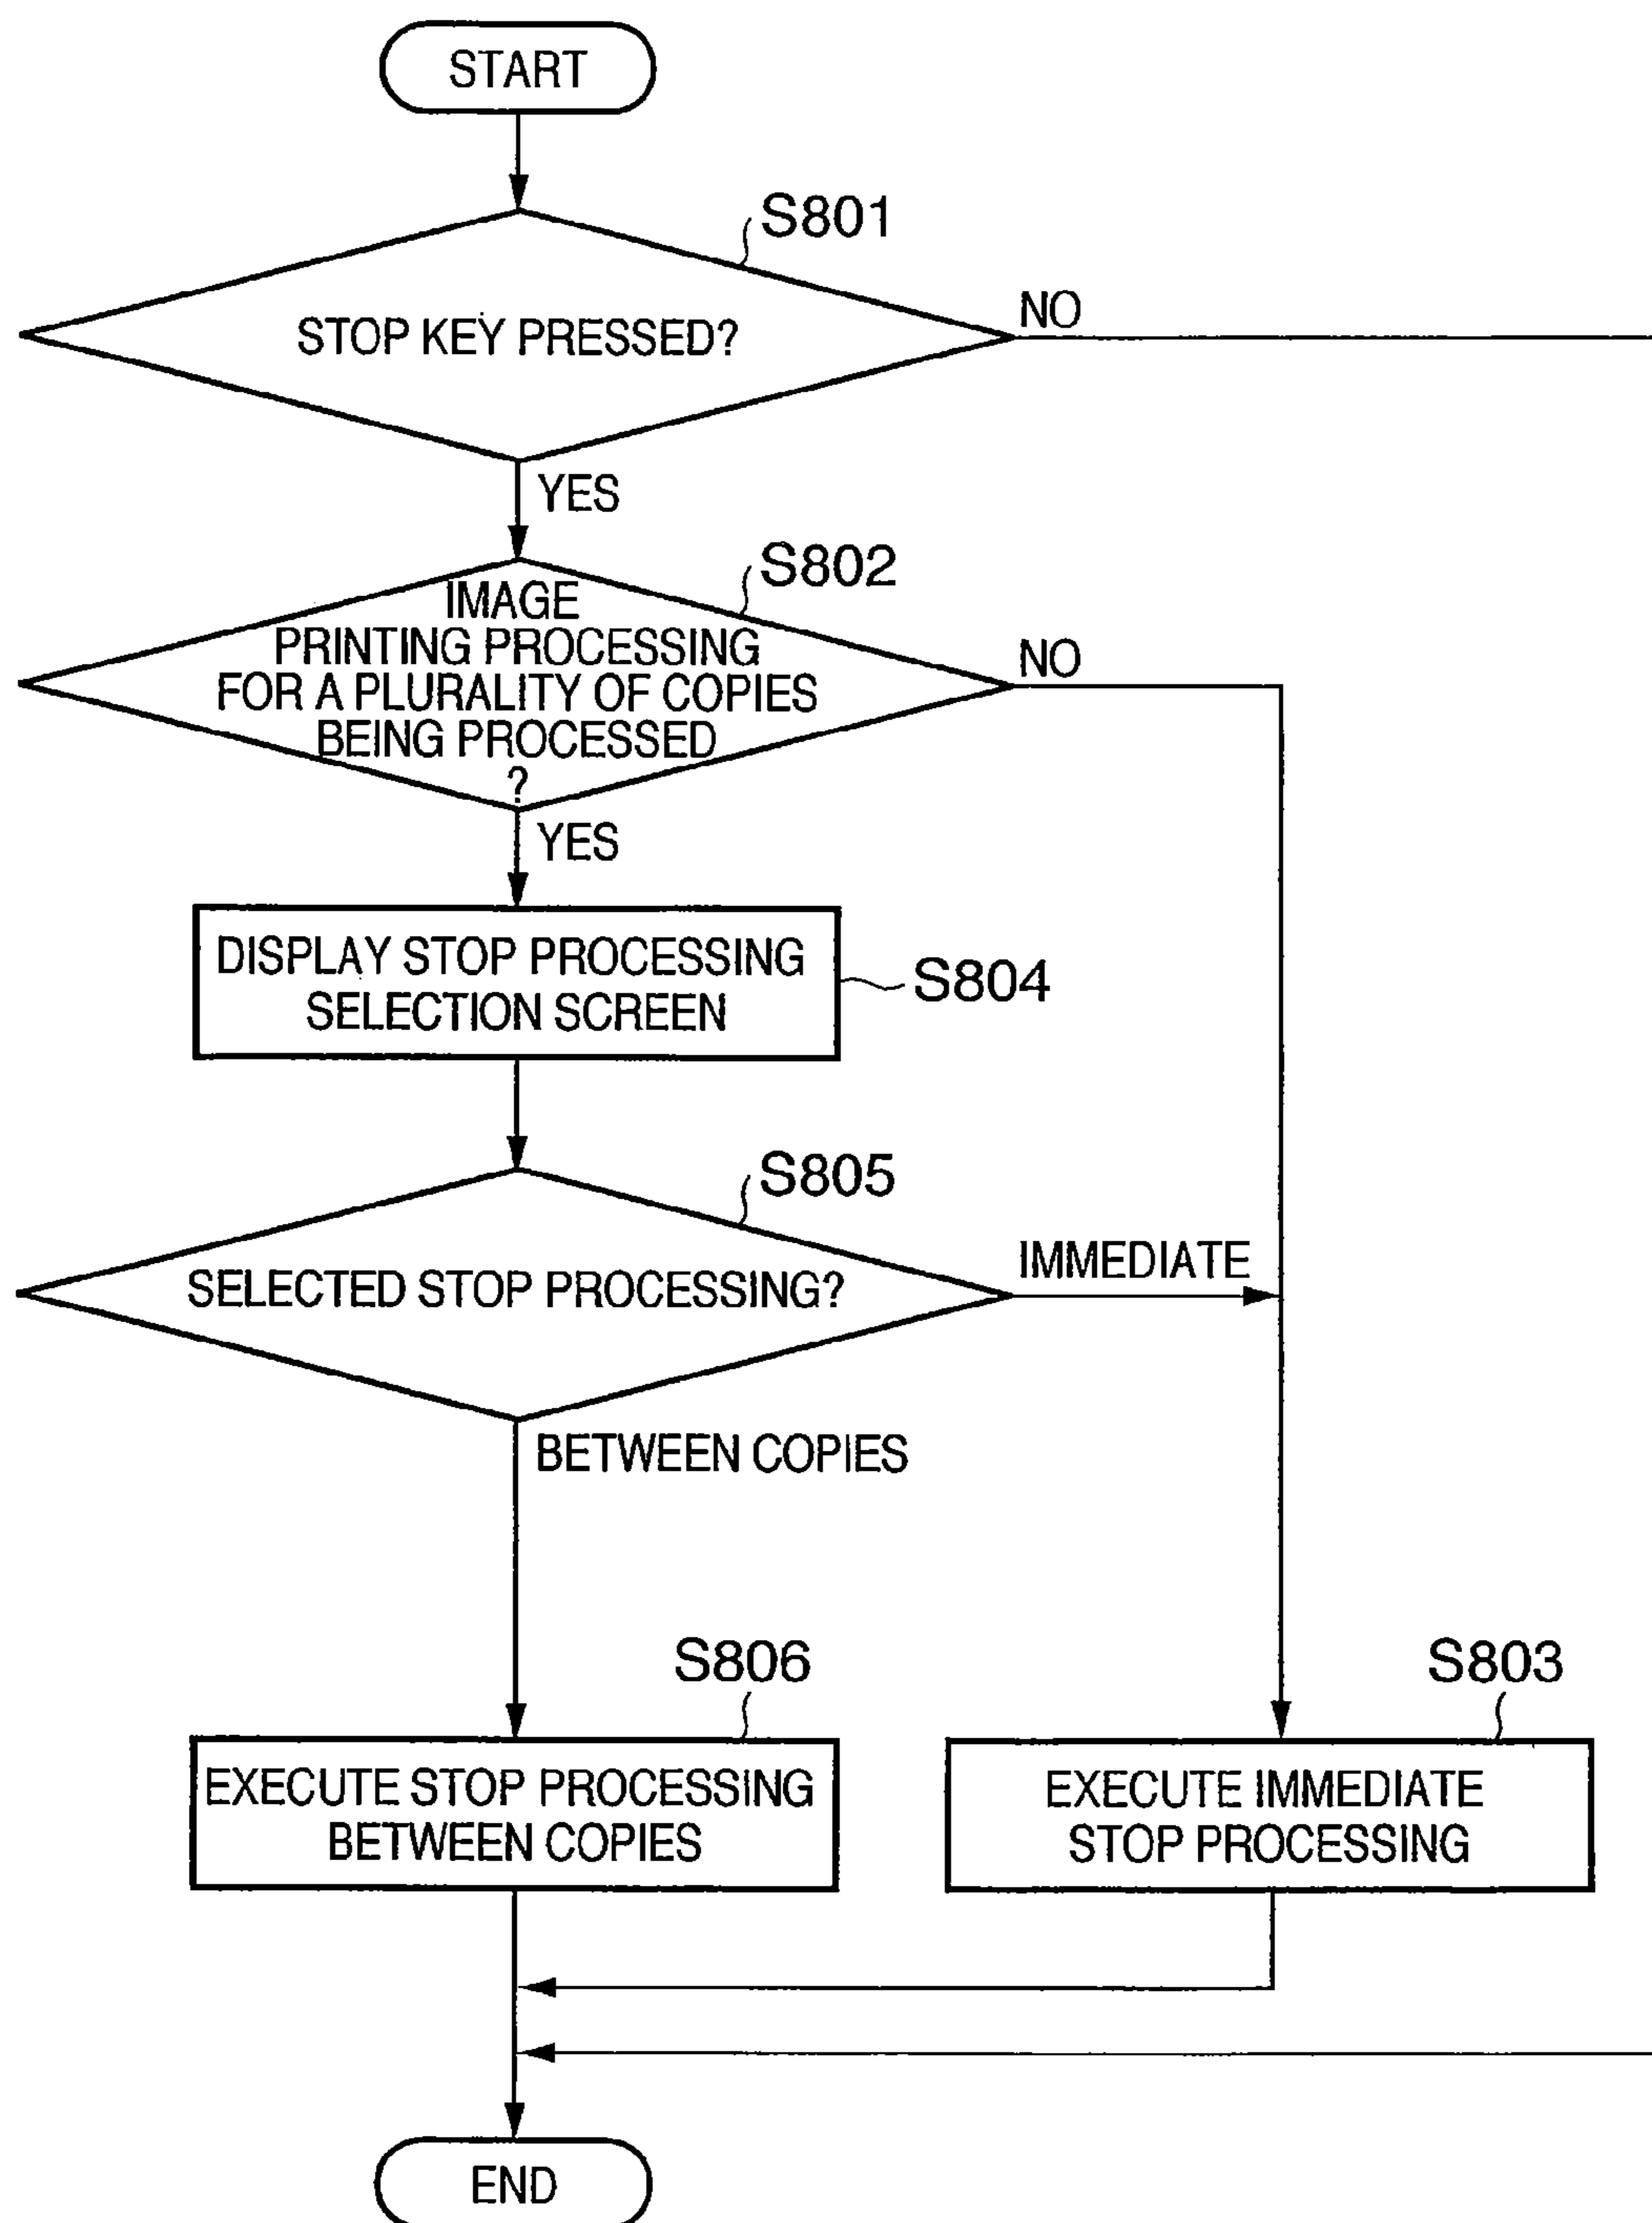 START
S801
STOP KEY PRESSED?
NO
YES
S802
IMAGE
PRINTING PROCESSING
FOR A PLURALITY OF COPIES
BEING PROCESSED
?
NO
YES
DISPLAY STOP PROCESSING
SELECTION SCREEN
S804
S805
SELECTED STOP PROCESSING?
IMMEDIATE
BETWEEN COPIES
S806
EXECUTE STOP PROCESSING
BETWEEN COPIES
S803
EXECUTE IMMEDIATE
STOP PROCESSING
END